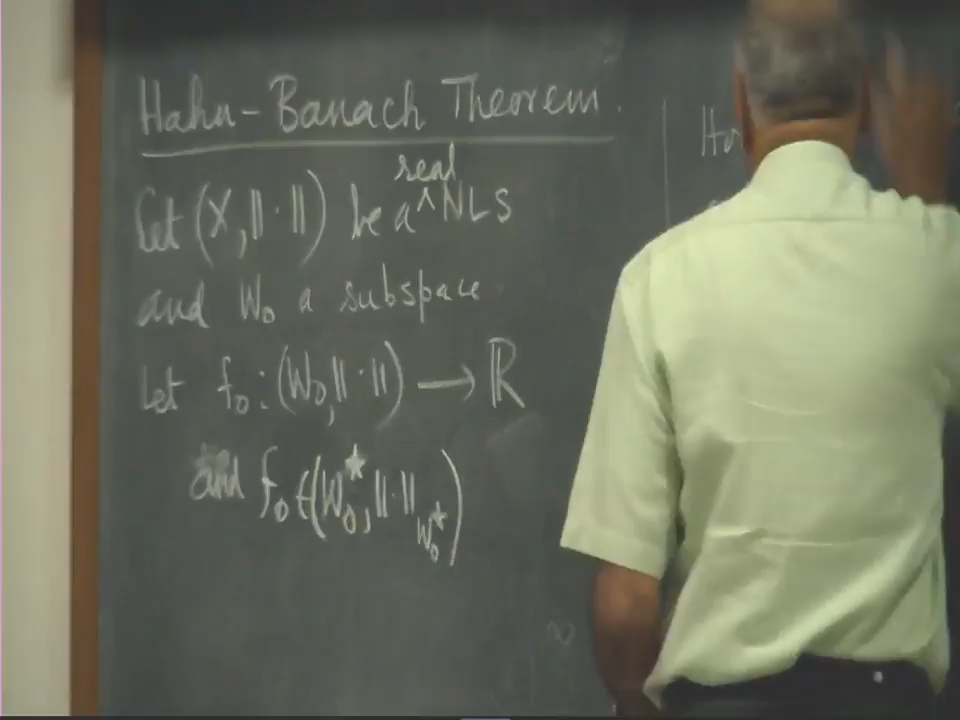 Hahn-Banach Theorem.
Let (X, ||·||) be a real NLS
and W₀ a subspace.
Let f₀ : (W₀, ||·||) → ℝ
and f₀ ∈ (W₀*, ||·||_{W₀*})